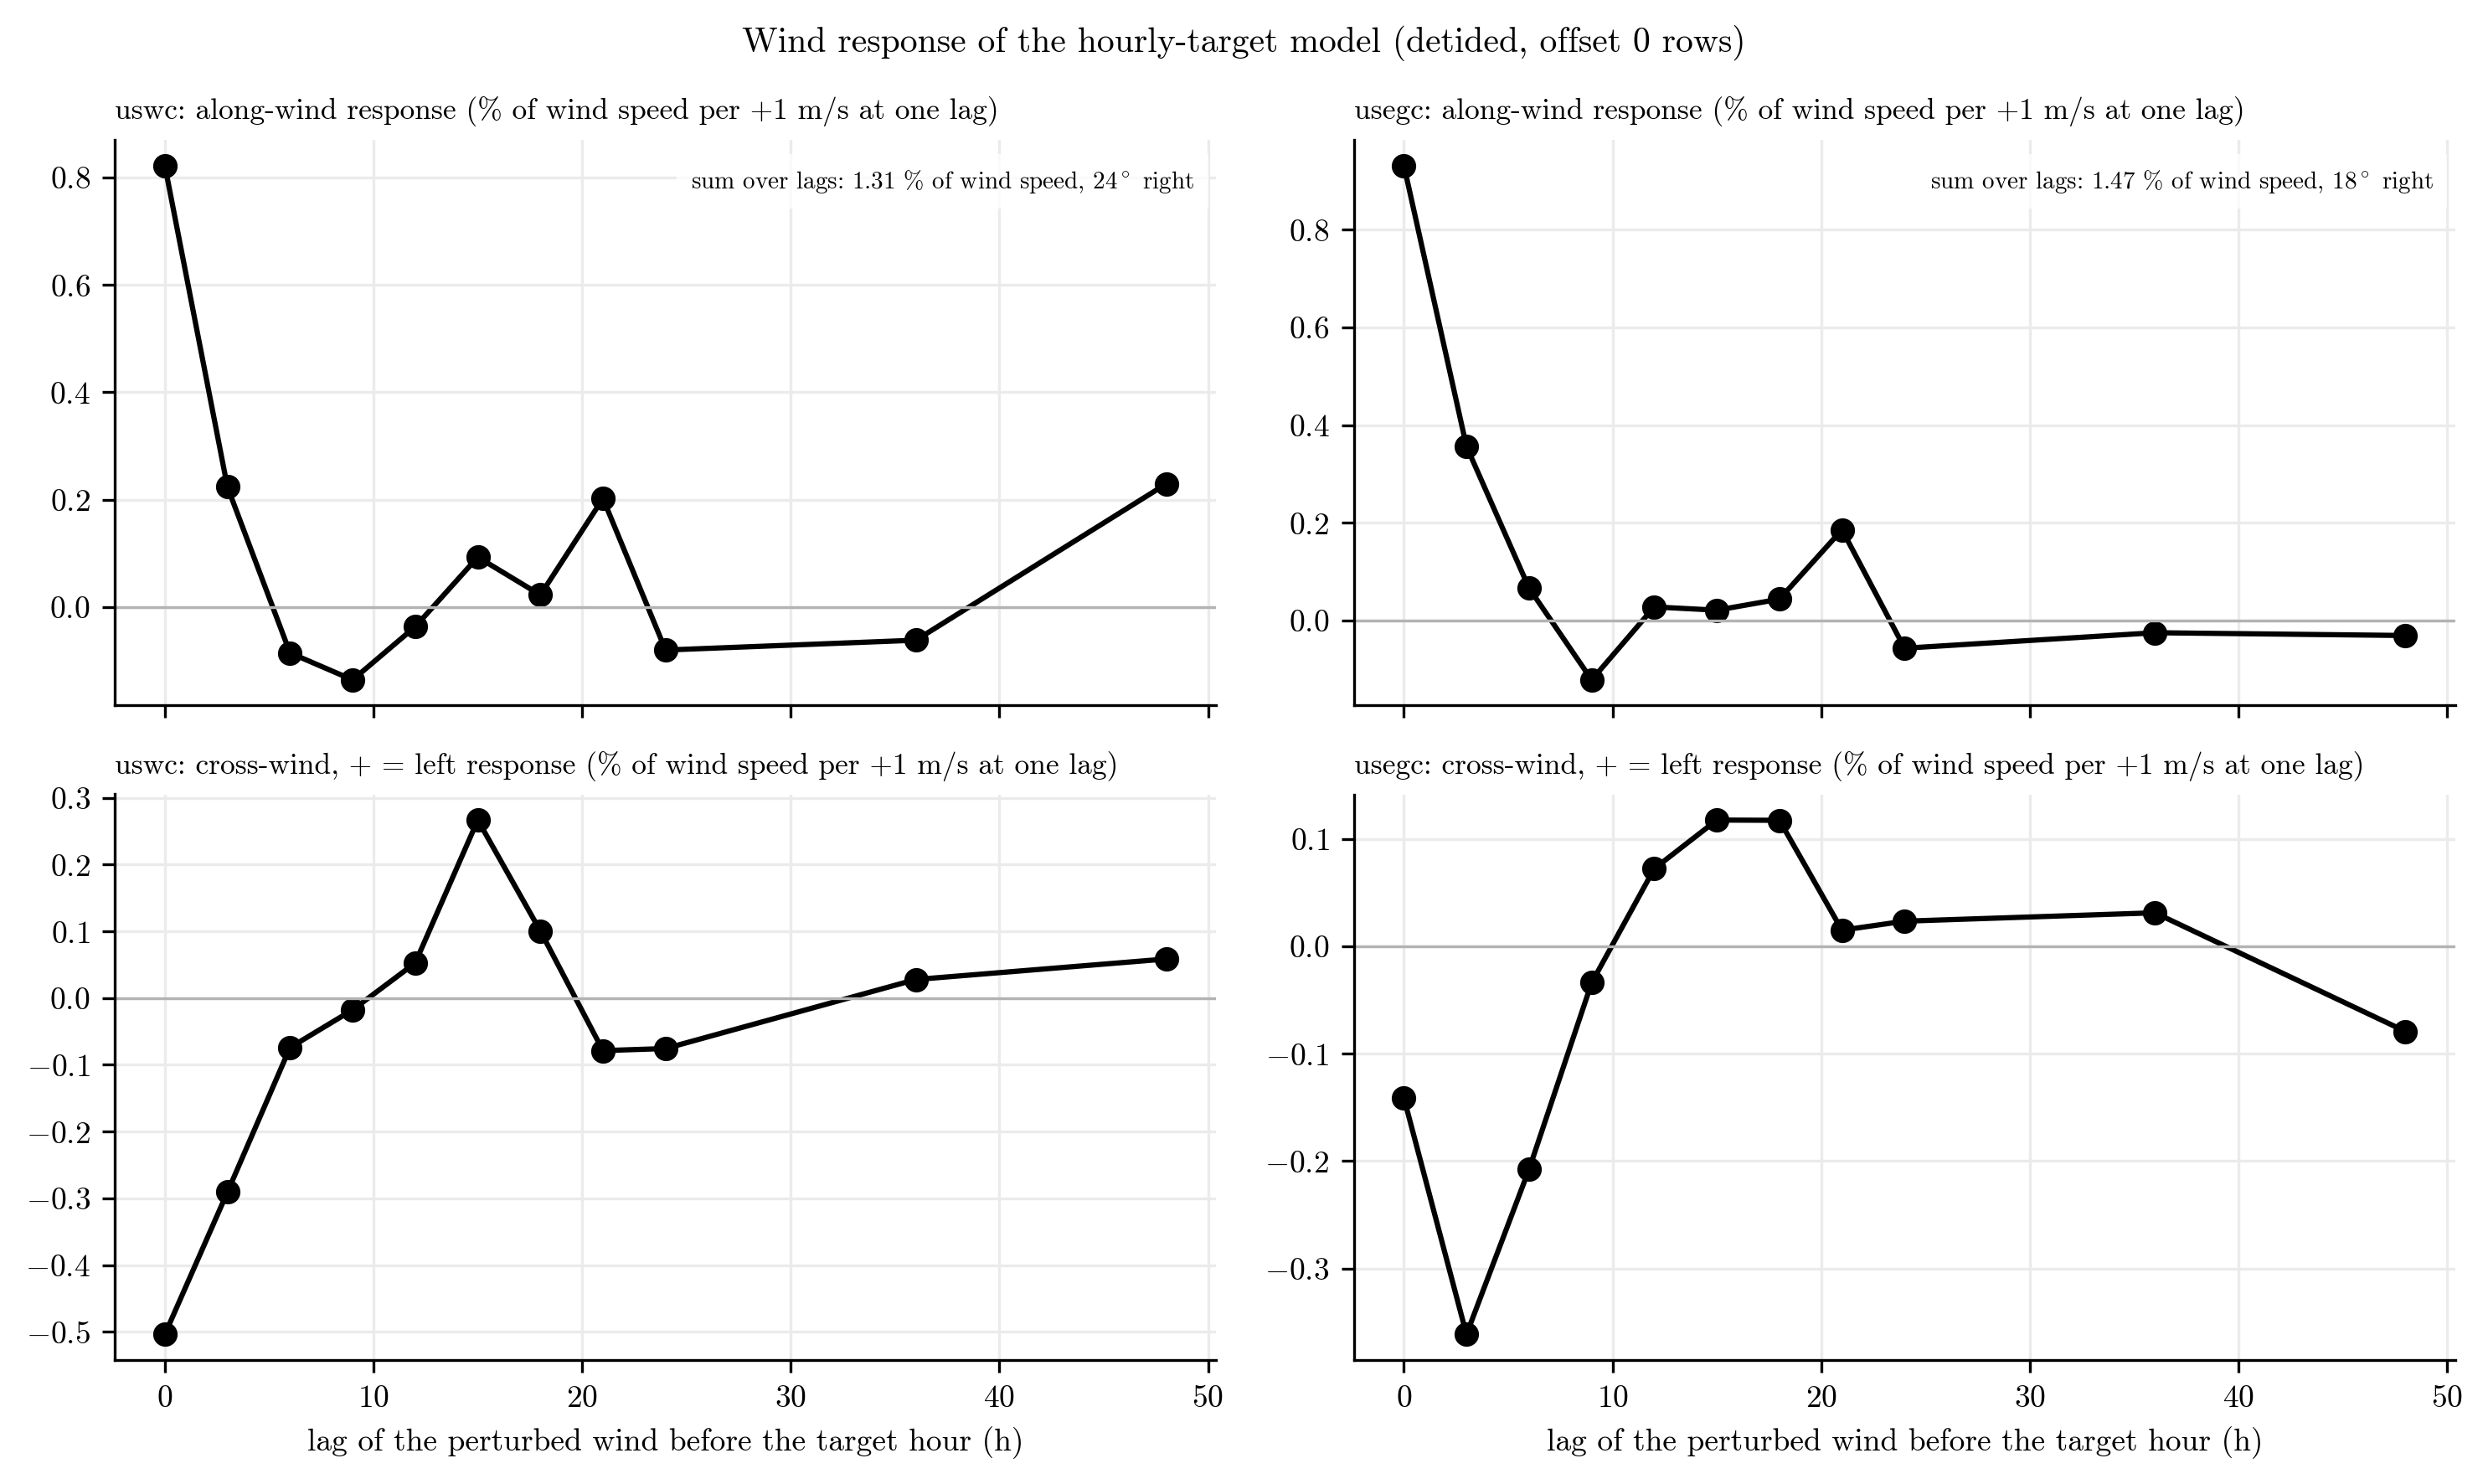 Wind response of the hourly-target model (detided, offset 0 rows)
uswc: along-wind response (% of wind speed per +1 m/s at one lag)
sum over lags: 1.31 % of wind speed, 24° right
0.8
0.6
0.4
0.2
0.0
usegc: along-wind response (% of wind speed per +1 m/s at one lag)
sum over lags: 1.47 % of wind speed, 18° right
0.8
0.6
0.4
0.2
0.0
uswc: cross-wind, + = left response (% of wind speed per +1 m/s at one lag)
0.3
0.2
0.1
0.0
−0.1
−0.2
−0.3
−0.4
−0.5
0 10 20 30 40 50
lag of the perturbed wind before the target hour (h)
usegc: cross-wind, + = left response (% of wind speed per +1 m/s at one lag)
0.1
0.0
−0.1
−0.2
−0.3
0 10 20 30 40 50
lag of the perturbed wind before the target hour (h)